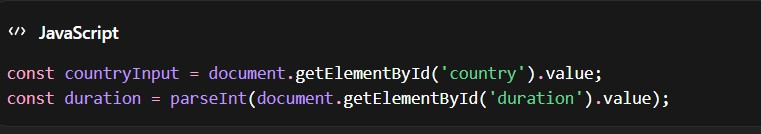 </> JavaScript
const countryInput = document.getElementById('country').value;
const duration = parseInt(document.getElementById('duration').value);